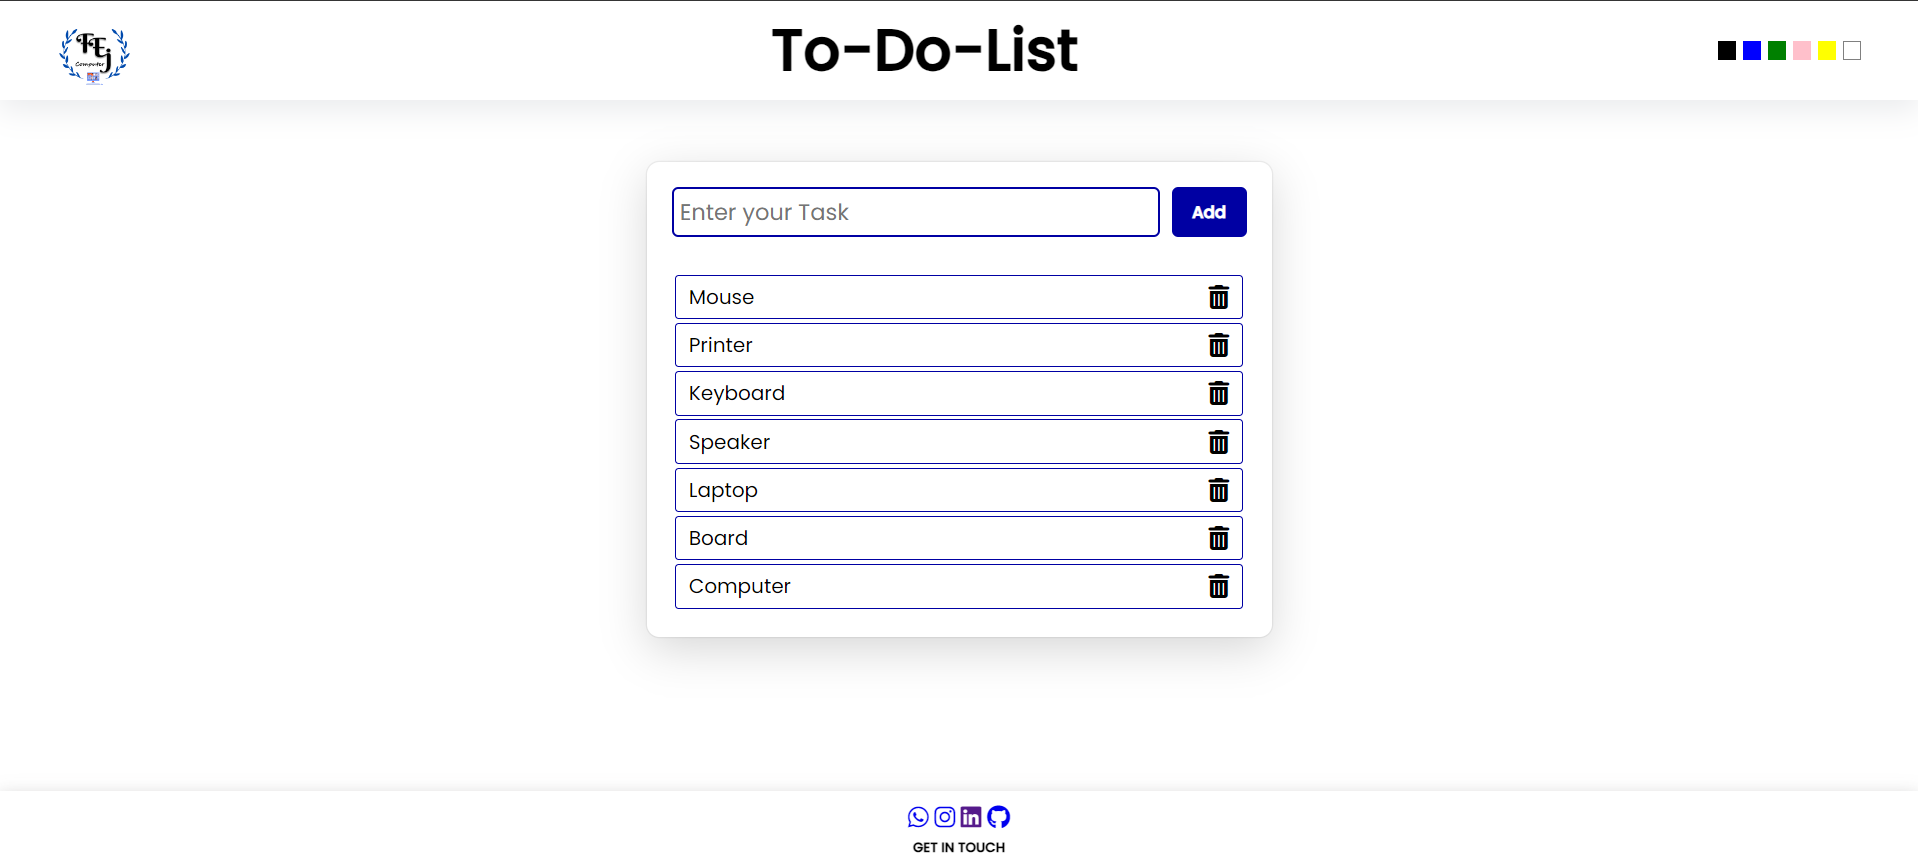 FEj
Computer
To-Do-List
Enter your Task
Add
Mouse
Printer
Keyboard
Speaker
Laptop
Board
Computer
in
GET IN TOUCH